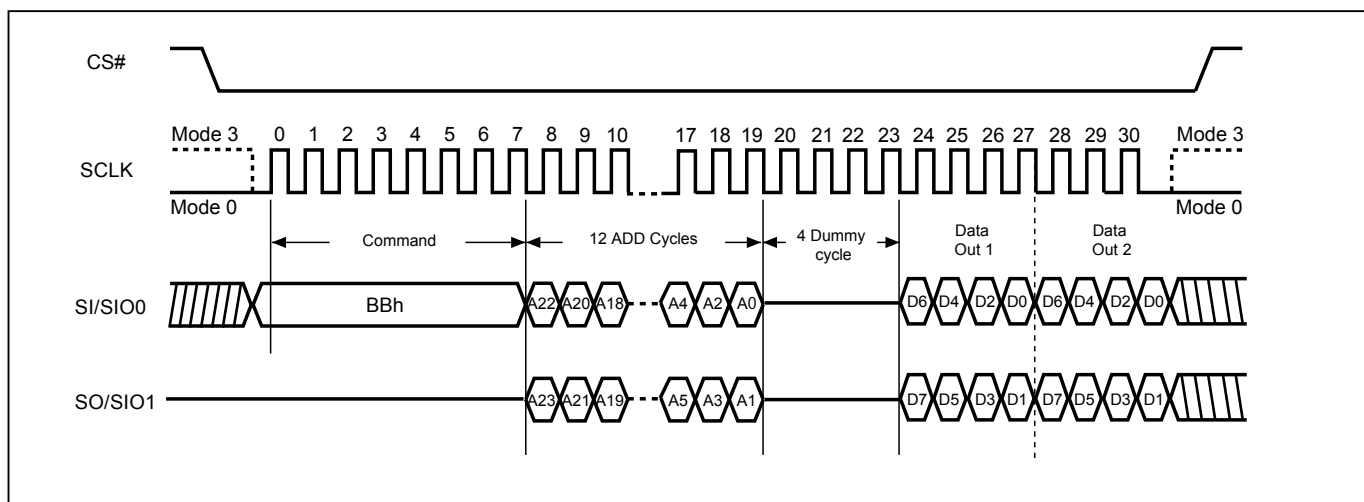 CS#
Mode 3
0 1 2 3 4 5 6 7 8 9 10 17 18 19 20 21 22 23 24 25 26 27 28 29 30
Mode 3
SCLK
Mode 0
Mode 0
Command
12 ADD Cycles
4 Dummy
cycle
Data
Out 1
Data
Out 2
SI/SIO0
BBh
A22 A20 A18 A4 A2 A0
D6 D4 D2 D0 D6 D4 D2 D0
SO/SIO1
A23 A21 A19 A5 A3 A1
D7 D5 D3 D1 D7 D5 D3 D1